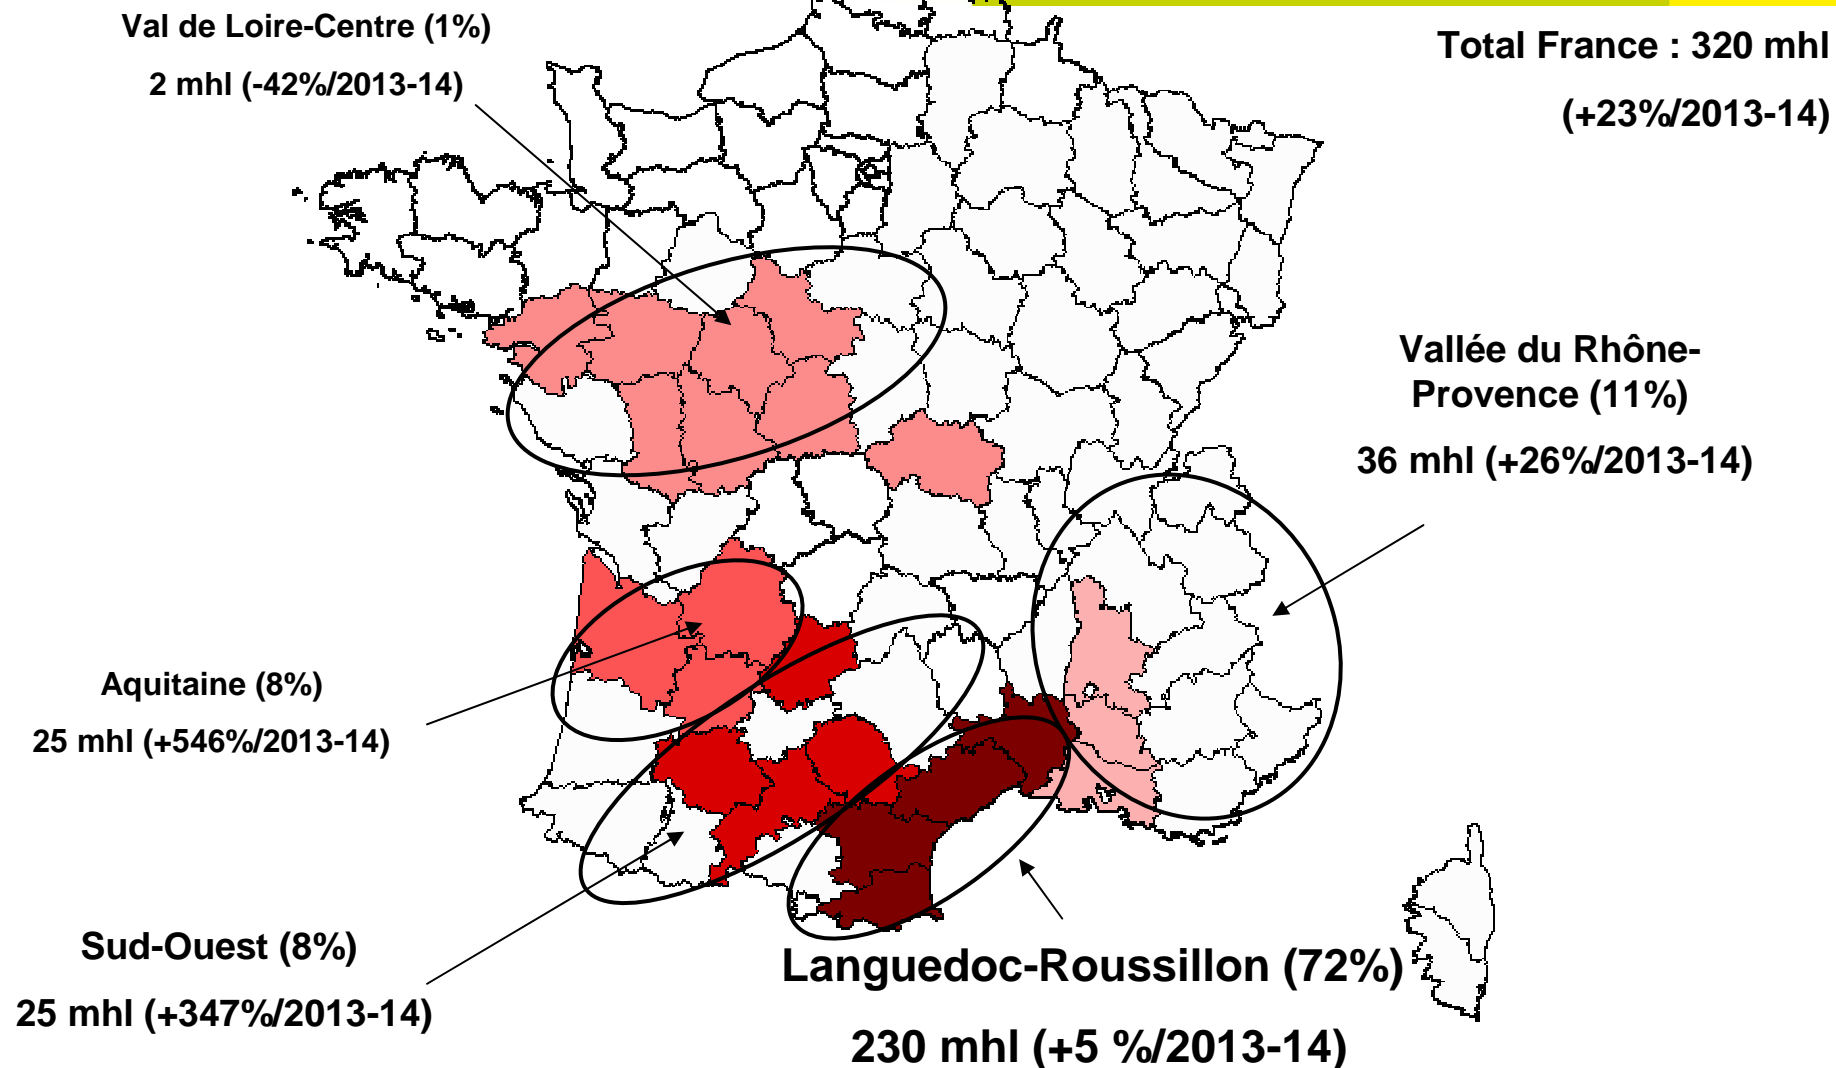 Val de Loire-Centre (1%)
2 mhl (-42%/2013-14)
Total France : 320 mhl
(+23%/2013-14)
Vallée du Rhône-
Provence (11%)
36 mhl (+26%/2013-14)
Aquitaine (8%)
25 mhl (+546%/2013-14)
Sud-Ouest (8%)
25 mhl (+347%/2013-14)
Languedoc-Roussillon (72%)
230 mhl (+5 %/2013-14)